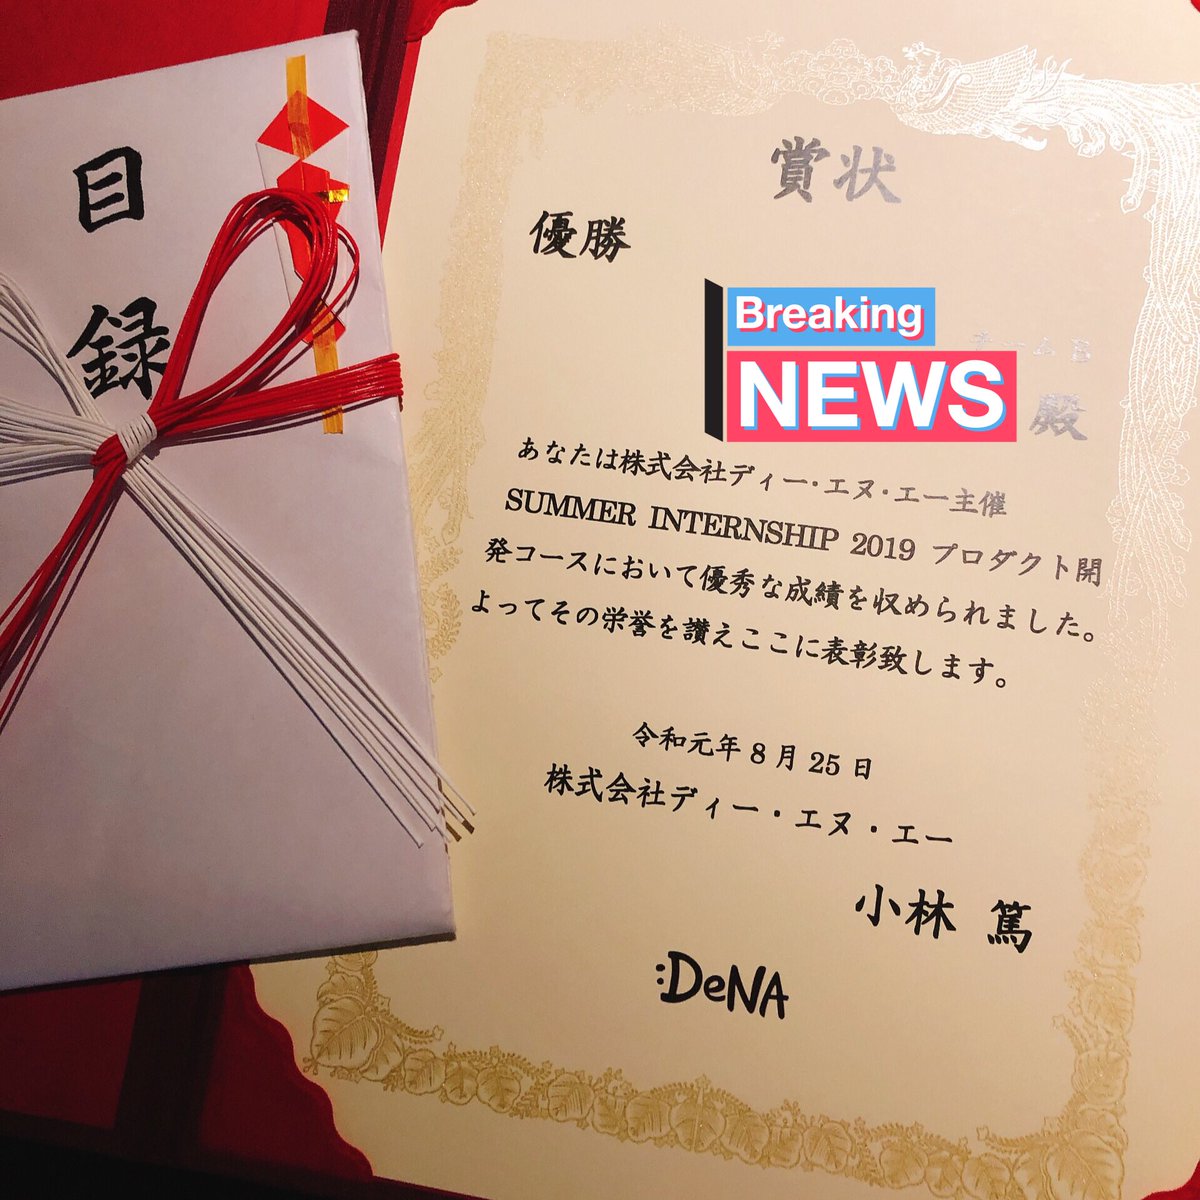 目録
賞状
優勝
Breaking
NEWS
チームB
殿
あなたは株式会社ディー・エヌ・エー主催
SUMMER INTERNSHIP 2019 プロダクト開
発コースにおいて優秀な成績を収められました。
よってその栄誉を讃えここに表彰致します。
令和元年8月25日
株式会社ディー・エヌ・エー
小林 篤
:DeNA